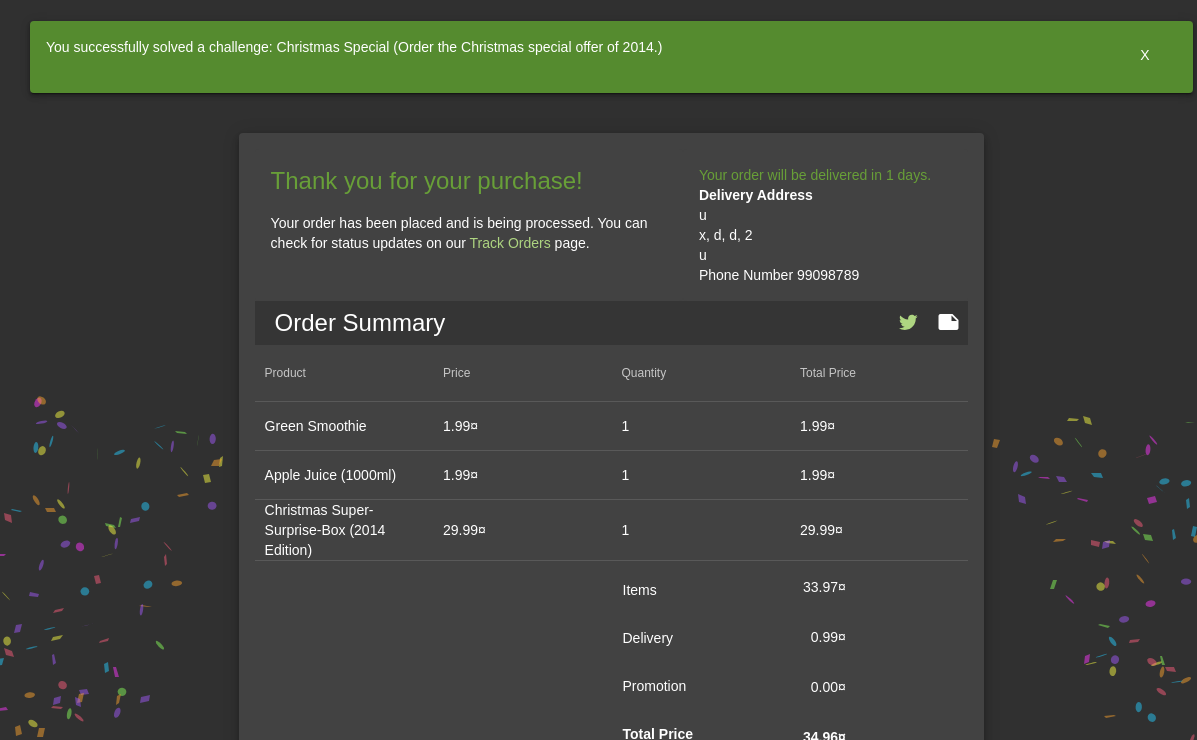 You successfully solved a challenge: Christmas Special (Order the Christmas special offer of 2014.)
X
Thank you for your purchase!
Your order has been placed and is being processed. You can
check for status updates on our Track Orders page.
Your order will be delivered in 1 days.
Delivery Address
u
x, d, d, 2
u
Phone Number 99098789
Order Summary
Product Price Quantity Total Price
Green Smoothie 1.99¤ 1 1.99¤
Apple Juice (1000ml) 1.99¤ 1 1.99¤
Christmas Super-
Surprise-Box (2014 29.99¤ 1 29.99¤
Edition)
Items 33.97¤
Delivery 0.99¤
Promotion 0.00¤
Total Price 34.96¤